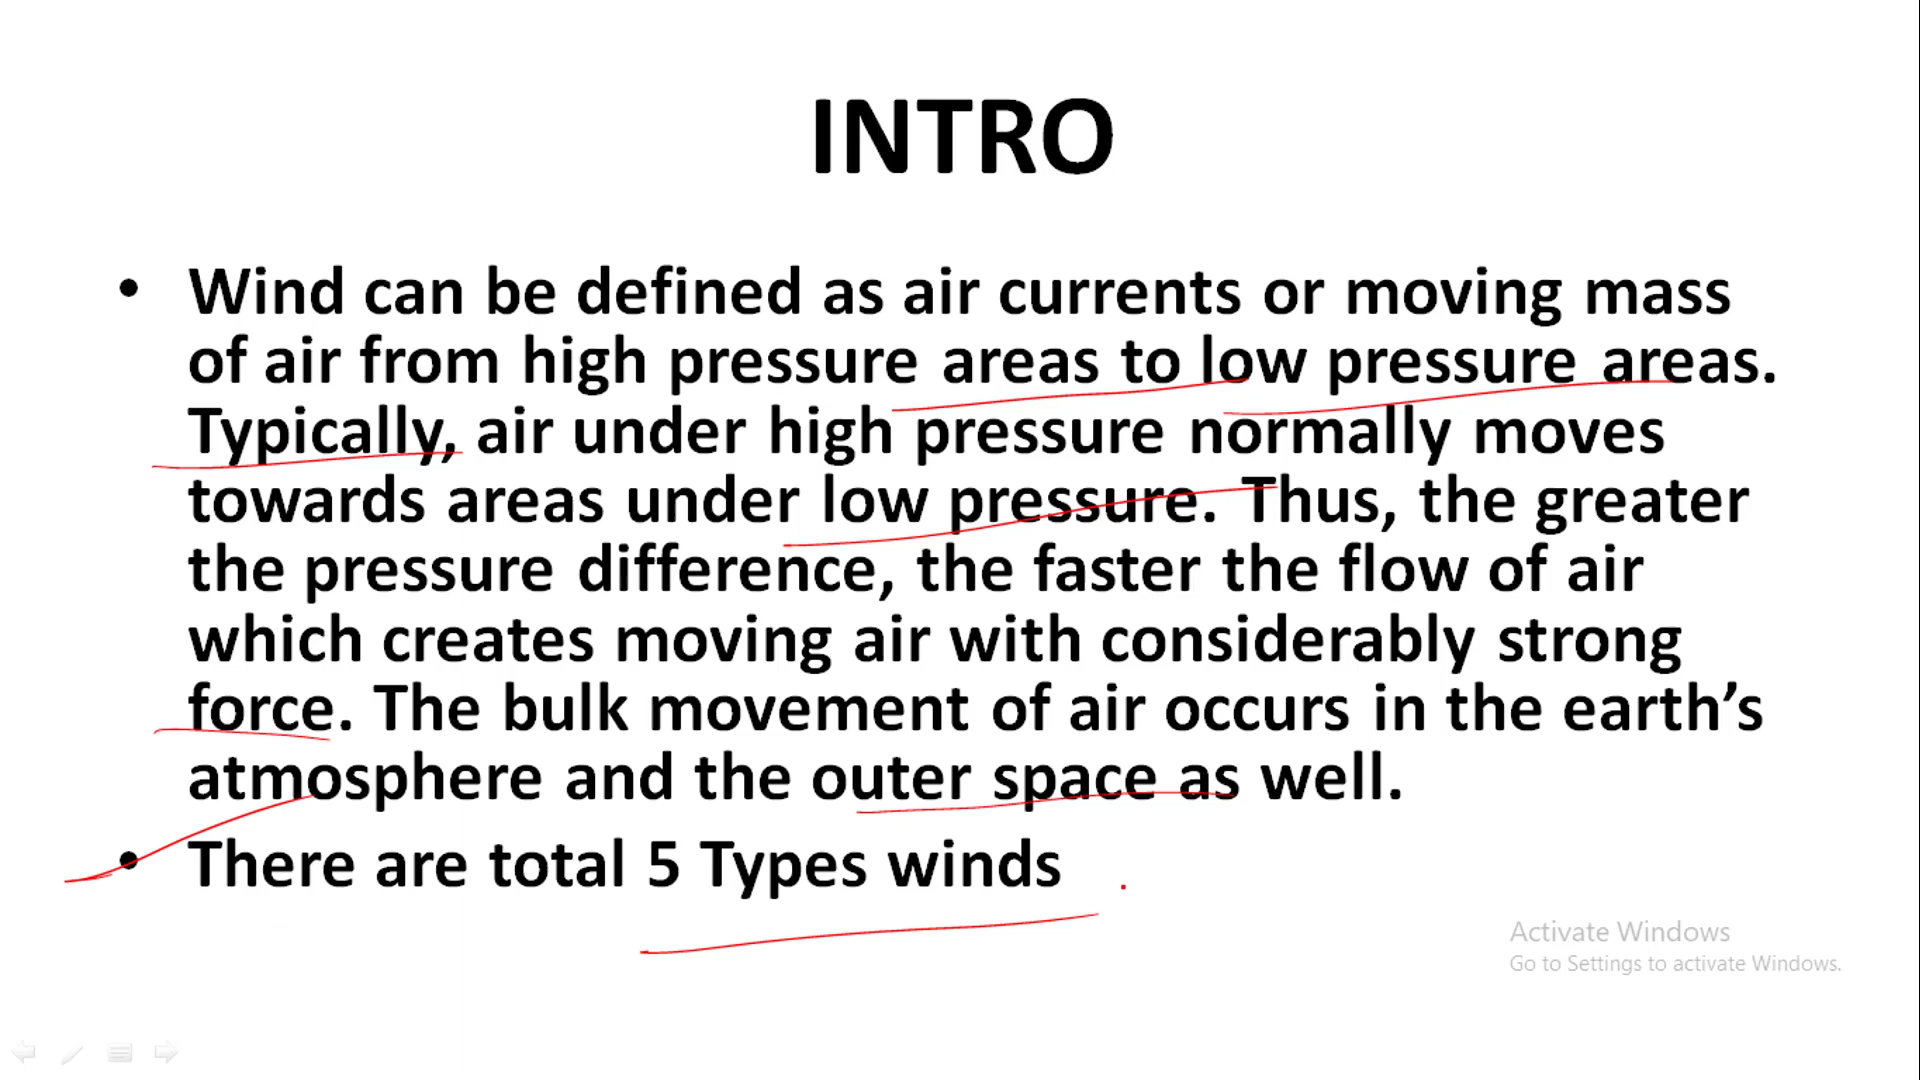 INTRO
• Wind can be defined as air currents or moving mass
of air from high pressure areas to low pressure areas.
Typically, air under high pressure normally moves
towards areas under low pressure. Thus, the greater
the pressure difference, the faster the flow of air
which creates moving air with considerably strong
force. The bulk movement of air occurs in the earth’s
atmosphere and the outer space as well.
• There are total 5 Types winds
Activate Windows
Go to Settings to activate Windows.